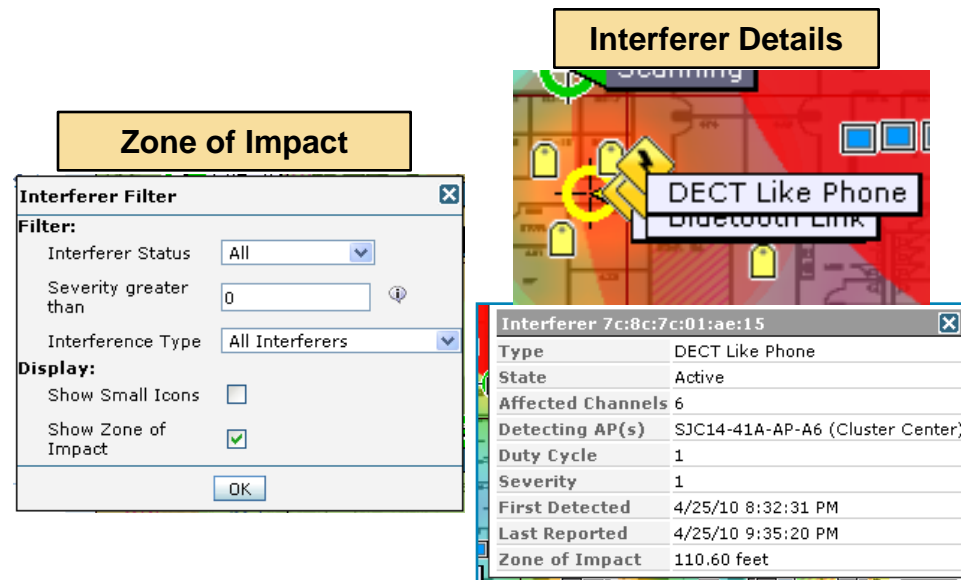 Interferer Details
Scanning
DECT Like Phone
Bluetooth Link
Zone of Impact
Interferer Filter
Filter:
Interferer Status All
Severity greater than 0
Interference Type All Interferers
Display:
Show Small Icons
Show Zone of Impact
OK
Interferer 7c:8c:7c:01:ae:15
Type DECT Like Phone
State Active
Affected Channels 6
Detecting AP(s) SJC14-41A-AP-A6 (Cluster Center)
Duty Cycle 1
Severity 1
First Detected 4/25/10 8:32:31 PM
Last Reported 4/25/10 9:35:20 PM
Zone of Impact 110.60 feet